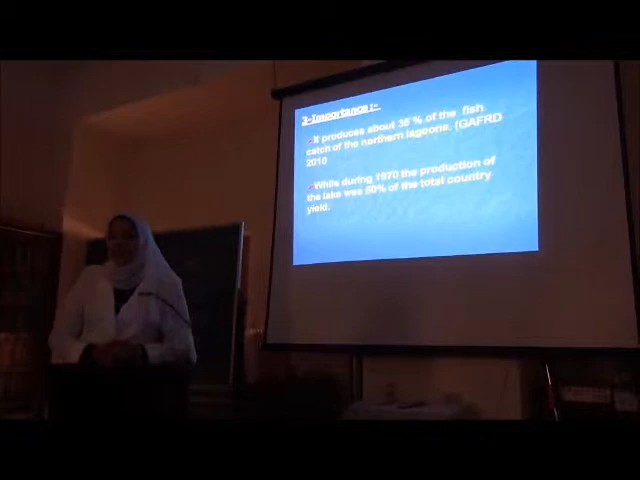 3-Importance :-
It produces about 35 % of the fish
catch of the northern lagoons. (GAFRD
2010
While during 1970 the production of
the lake was 50% of the total country
yield.